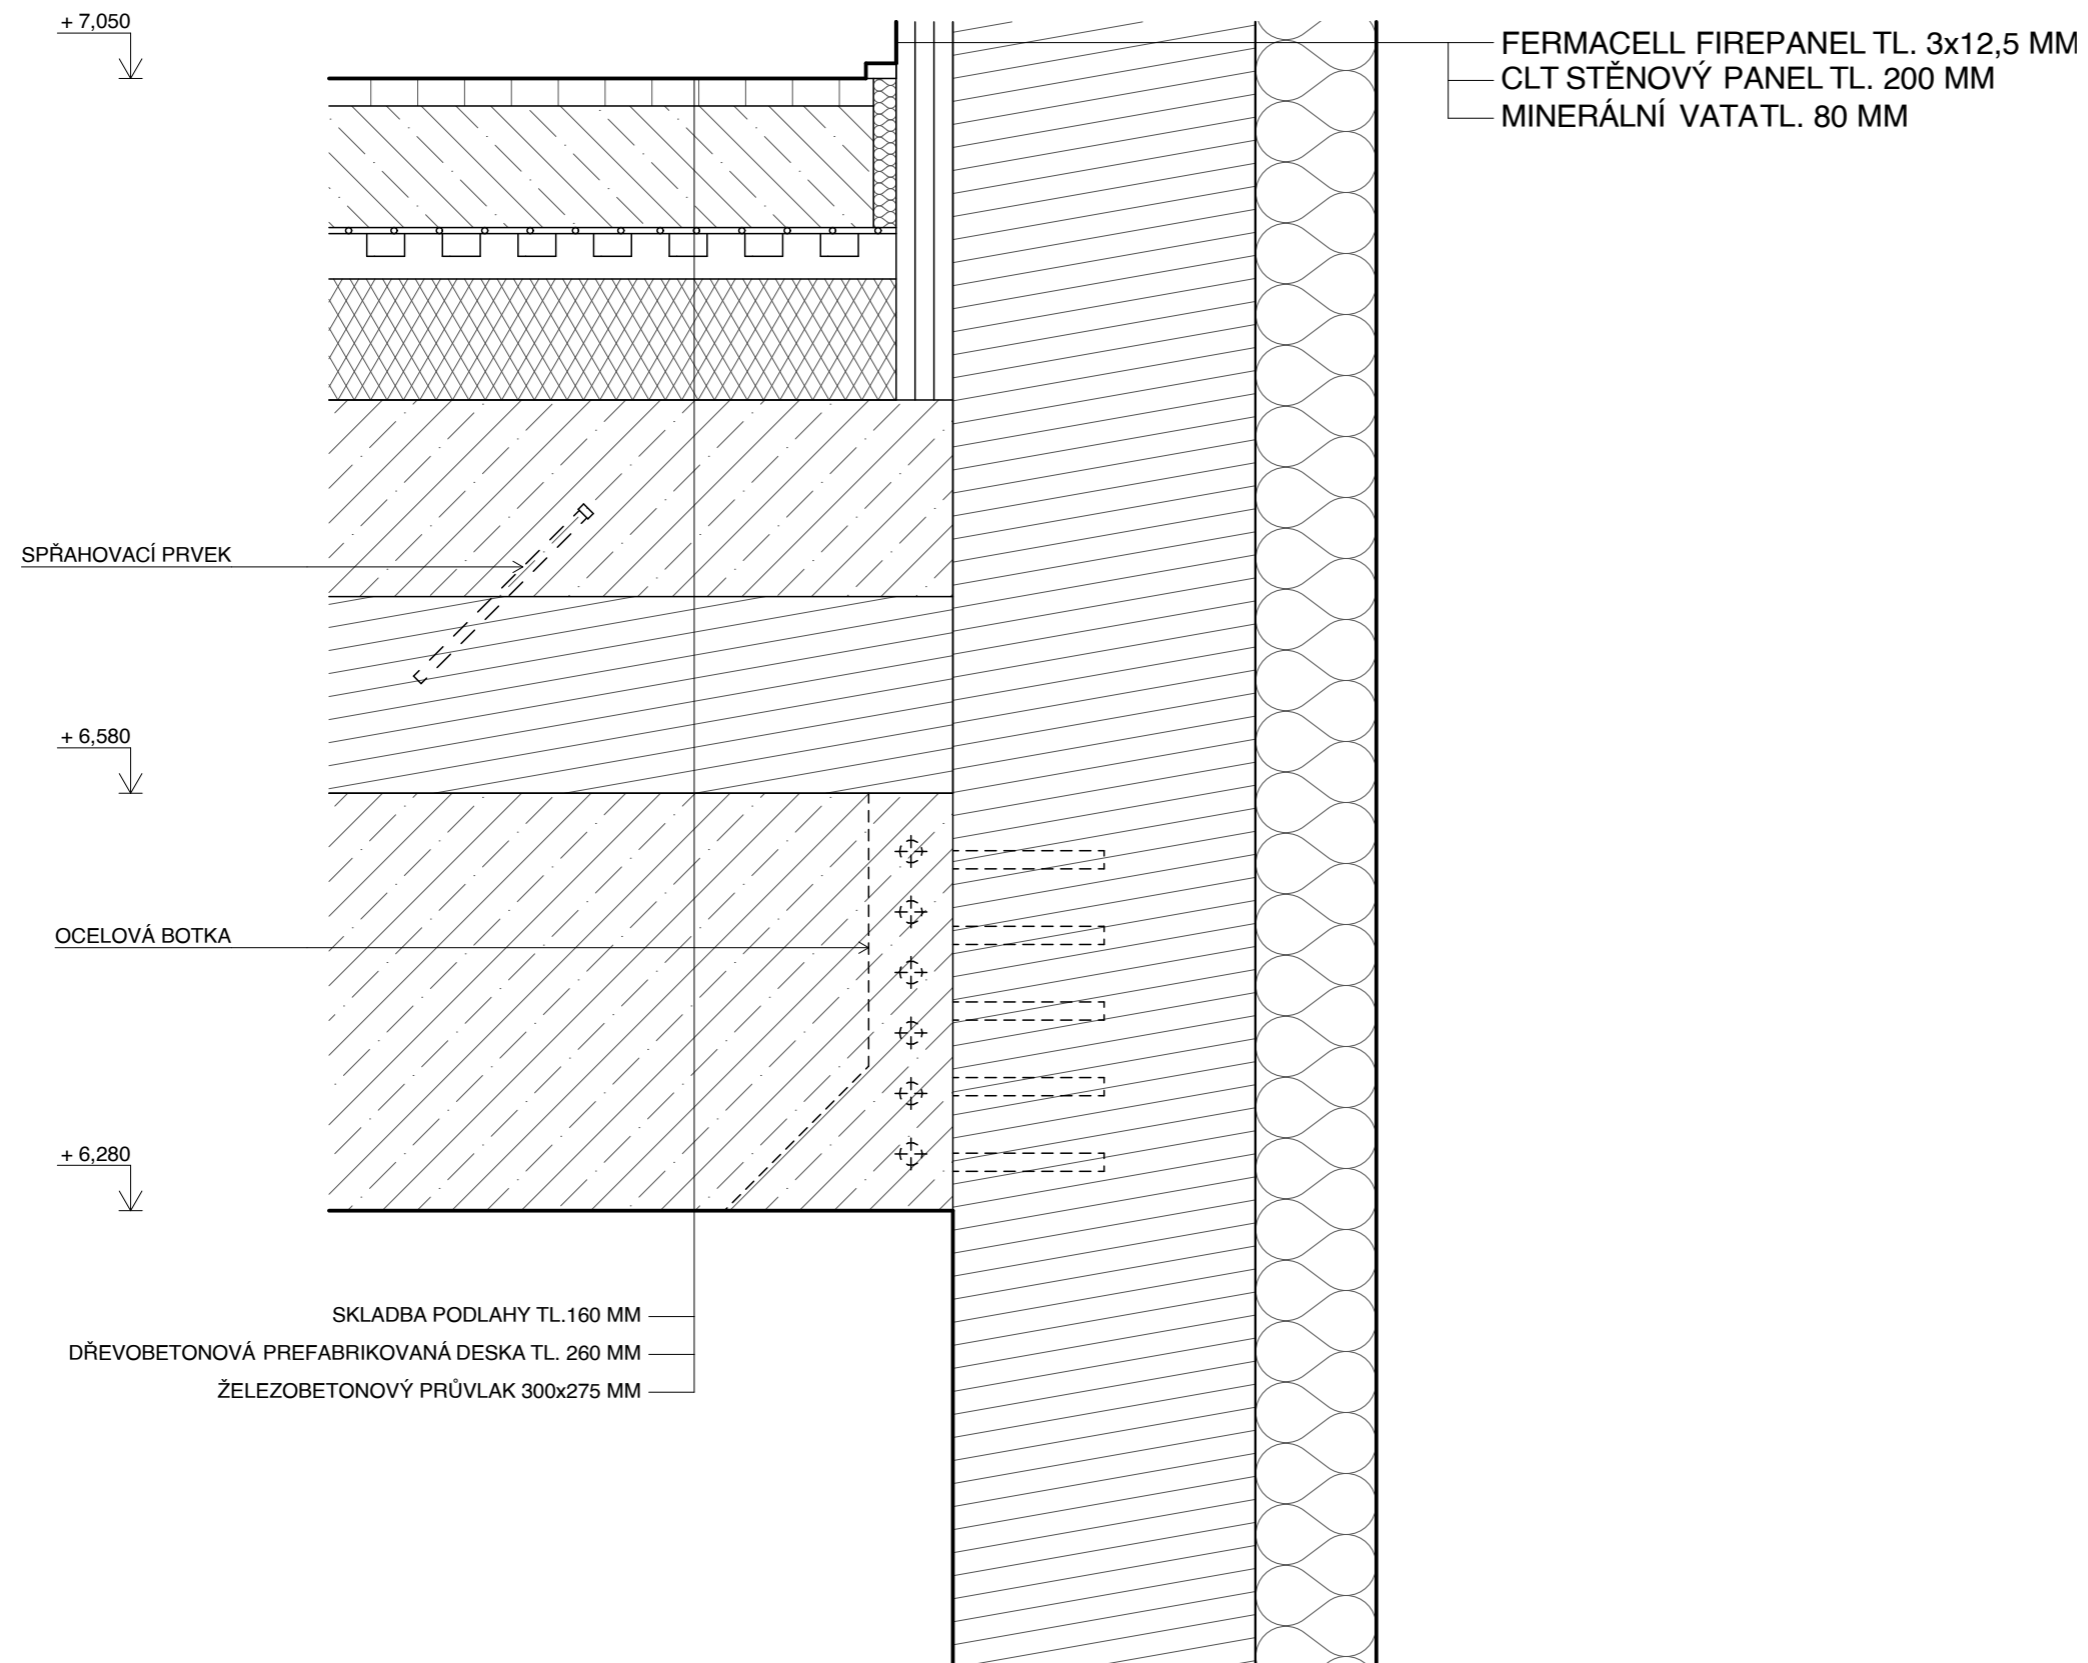 + 7,050
FERMACELL FIREPANEL TL. 3x12,5 MM
CLT STĚNOVÝ PANEL TL. 200 MM
MINERÁLNÍ VATATL. 80 MM
SPŘAHOVACÍ PRVEK
+ 6,580
OCELOVÁ BOTKA
+ 6,280
SKLADBA PODLAHY TL.160 MM
DŘEVOBETONOVÁ PREFABRIKOVANÁ DESKA TL. 260 MM
ŽELEZOBETONOVÝ PRŮVLAK 300x275 MM